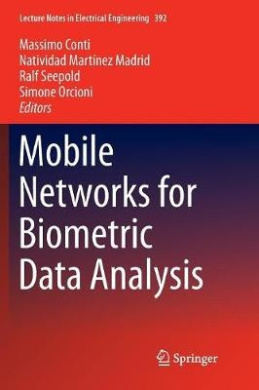 Lecture Notes in Electrical Engineering 392
Massimo Conti
Natividad Martínez Madrid
Ralf Seepold
Simone Orcioni
Editors
Mobile
Networks for
Biometric
Data Analysis
Springer